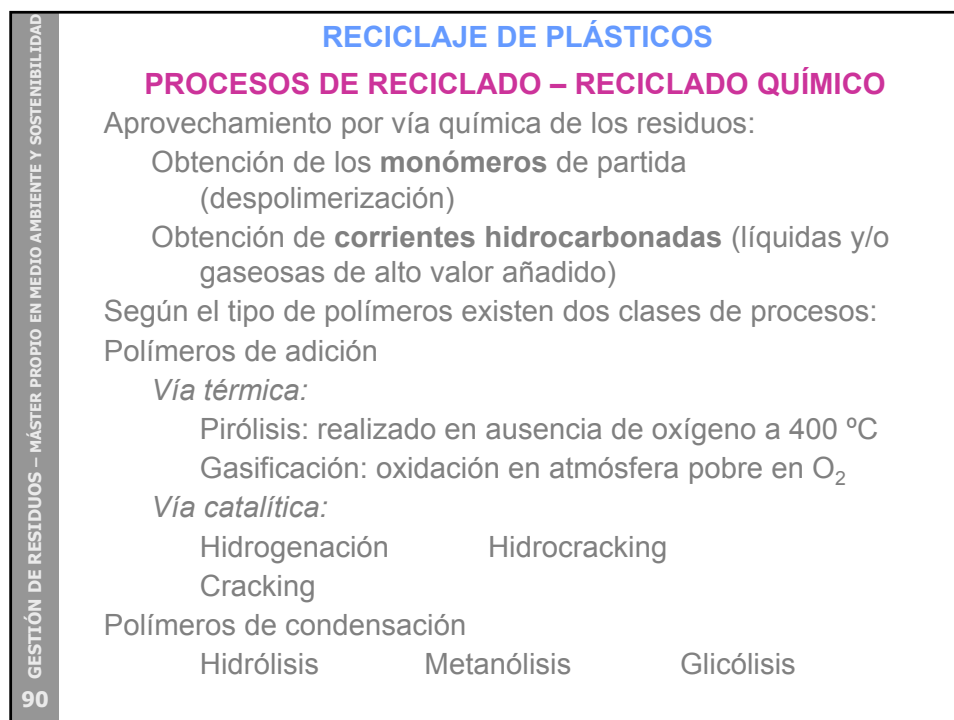 RECICLAJE DE PLÁSTICOS
PROCESOS DE RECICLADO – RECICLADO QUÍMICO
Aprovechamiento por vía química de los residuos:
Obtención de los monómeros de partida
(despolimerización)
Obtención de corrientes hidrocarbonadas (líquidas y/o
gaseosas de alto valor añadido)
Según el tipo de polímeros existen dos clases de procesos:
Polímeros de adición
Vía térmica:
Pirólisis: realizado en ausencia de oxígeno a 400 ºC
Gasificación: oxidación en atmósfera pobre en O₂
Vía catalítica:
Hidrogenación Hidrocracking
Cracking
Polímeros de condensación
Hidrólisis Metanólisis Glicólisis
GESTIÓN DE RESIDUOS – MÁSTER PROPIO EN MEDIO AMBIENTE Y SOSTENIBILIDAD
90